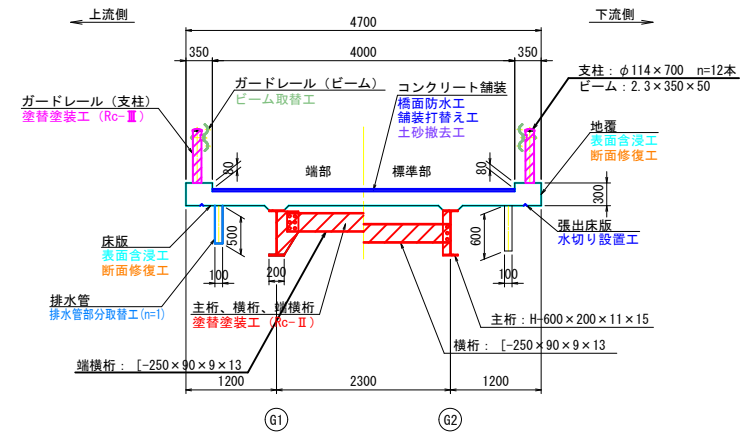 上流側
下流側
4700
350
4000
350
支柱：φ114×700 n=12本
ビーム：2.3×350×50
ガードレール（ビーム）
ビーム取替工
コンクリート舗装
橋面防水工
舗装打替え工
土砂撤去工
ガードレール（支柱）
塗替塗装工（Rc-Ⅲ）
地覆
表面含浸工
断面修復工
80
端部
標準部
80
300
床版
表面含浸工
断面修復工
500
600
張出床版
水切り設置工
100
200
100
排水管
排水管部分取替工(n=1)
主桁、横桁、端横桁
塗替塗装工（Rc-Ⅱ）
主桁：H-600×200×11×15
横桁：［-250×90×9×13
端横桁：［-250×90×9×13
1200
2300
1200
G1
G2